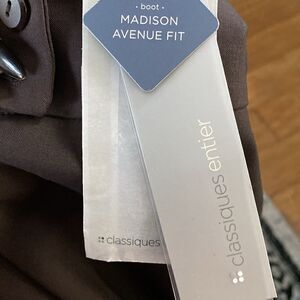 • boot •
MADISON
AVENUE FIT
classiques entier
classiques